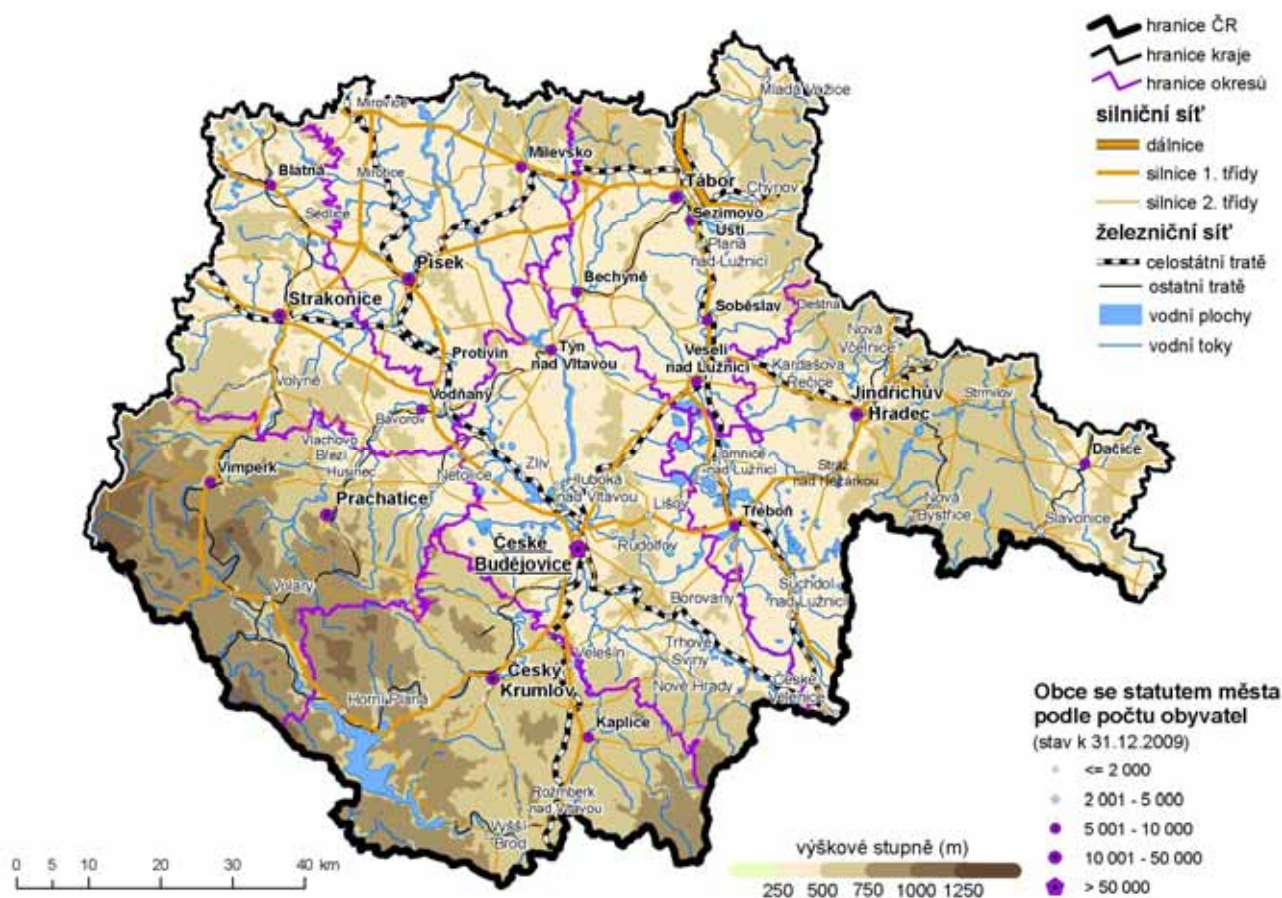 hranice ČR
hranice kraje
hranice okresů
silniční síť
dálnice
silnice 1. třídy
silnice 2. třídy
železniční síť
celostátní tratě
ostatní tratě
vodní plochy
vodní toky
Mladá Vožice
Mirovice
Milevsko
Blatná
Mirotice
Tábor
Chýnov
Sedlice
Sezimovo
Ústí
Planá
nad Lužnicí
Písek
Bechyně
Strakonice
Soběslav
Deštná
Nová
Včelnice
Protivín
Týn
nad Vltavou
Veselí
nad Lužnicí
Kardašova
Řečice
Volyně
Jindřichův
Hradec
Strmilov
Vodňany
Bavorov
Vlachovo
Březí
Husinec
Vimperk
Netolice
Zliv
Lomnice
nad Lužnicí
Stráž
nad Nežárkou
Dačice
Hluboká
nad Vltavou
Prachatice
Lišov
Nová
Bystřice
Slavonice
Třeboň
České
Budějovice
Rudolfov
Volary
Borovany
Suchdol
nad Lužnicí
Trhové
Sviny
Velešín
Český
Krumlov
Nové Hrady
České
Velenice
Horní Planá
Kaplice
Rožmberk
nad Vltavou
Vyšší
Brod
Obce se statutem města
podle počtu obyvatel
(stav k 31.12.2009)
<= 2 000
2 001 - 5 000
5 001 - 10 000
10 001 - 50 000
> 50 000
výškové stupně (m)
250 500 750 1000 1250
0 5 10 20 30 40 km